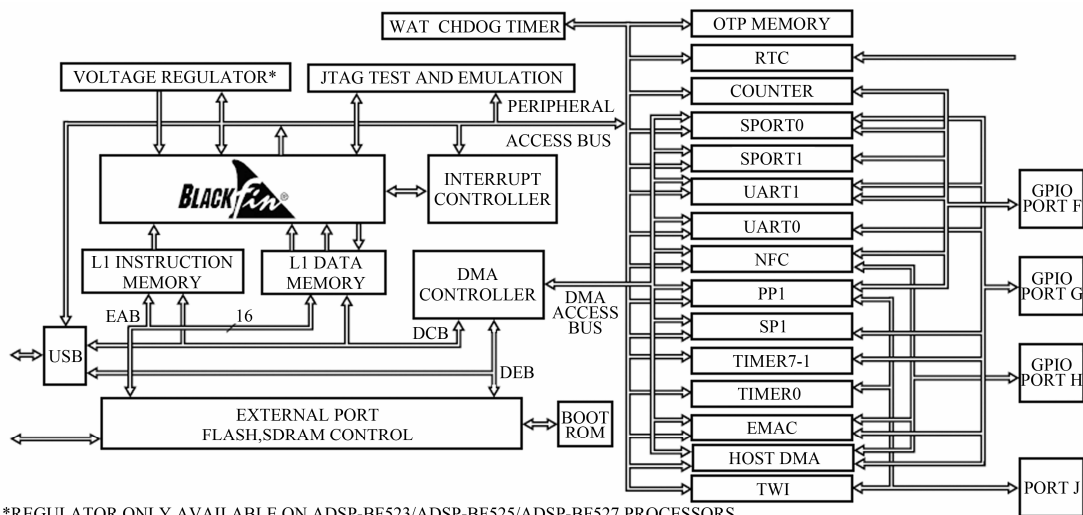 WAT CHDOG TIMER
OTP MEMORY
RTC
VOLTAGE REGULATOR*
JTAG TEST AND EMULATION
COUNTER
PERIPHERAL
ACCESS BUS
SPORT0
SPORT1
BLACKfin®
INTERRUPT
CONTROLLER
UART1
GPIO
PORT F
UART0
L1 INSTRUCTION
MEMORY
L1 DATA
MEMORY
DMA
CONTROLLER
NFC
GPIO
PORT G
DMA
ACCESS
BUS
PP1
EAB
16
DCB
SP1
USB
DEB
TIMER7-1
GPIO
PORT H
TIMER0
EXTERNAL PORT
FLASH,SDRAM CONTROL
BOOT
ROM
EMAC
HOST DMA
TWI
PORT J
*REGULATOR ONLY AVAILABLE ON ADSP-BF523/ADSP-BF525/ADSP-BF527 PROCESSORS